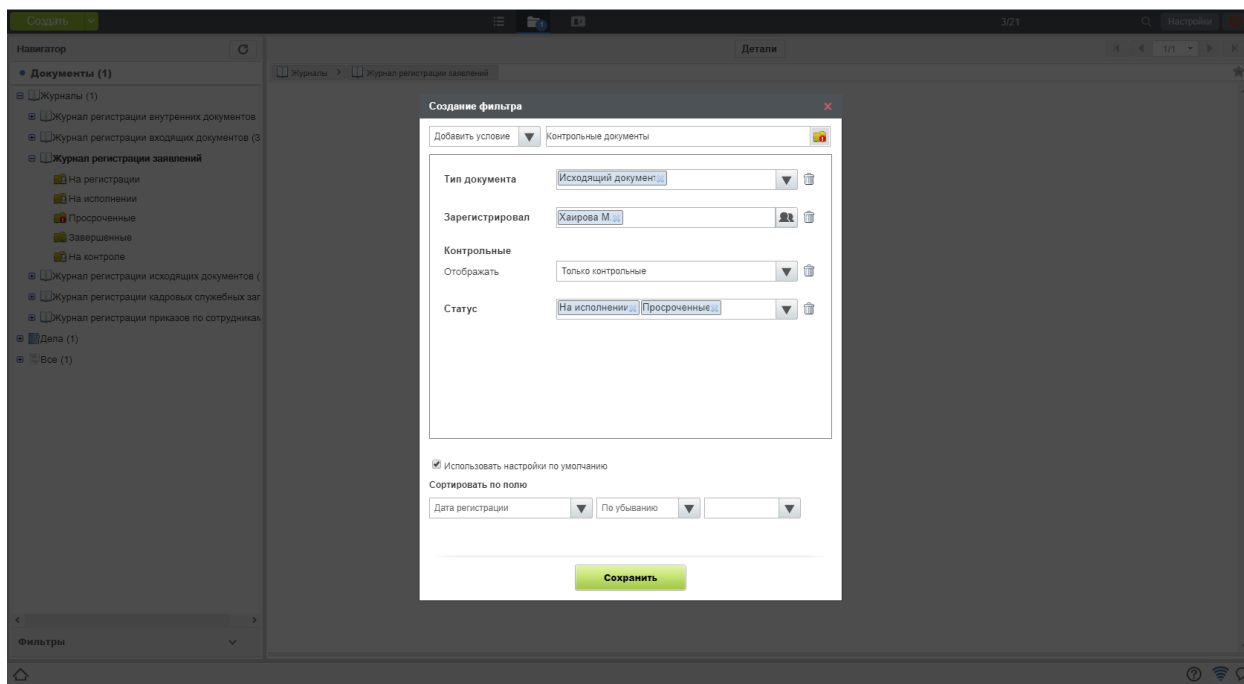 Создать
1
3/21
Настройки
Навигатор
Детали
1/1
Документы (1)
Журналы
Журнал регистрации заявлений
Журналы (1)
Журнал регистрации внутренних документов
Журнал регистрации входящих документов (3
Журнал регистрации заявлений
На регистрации
На исполнении
Просроченные
Завершенные
На контроле
Журнал регистрации исходящих документов (
Журнал регистрации кадровых служебных заг
Журнал регистрации приказов по сотрудникам
Дела (1)
Все (1)
Фильтры
Создание фильтра
Добавить условие
Контрольные документы
Тип документа
Исходящий документ
Зарегистрировал
Хаирова М.
Контрольные
Отображать
Только контрольные
Статус
На исполнении Просроченные
Использовать настройки по умолчанию
Сортировать по полю
Дата регистрации
По убыванию
Сохранить